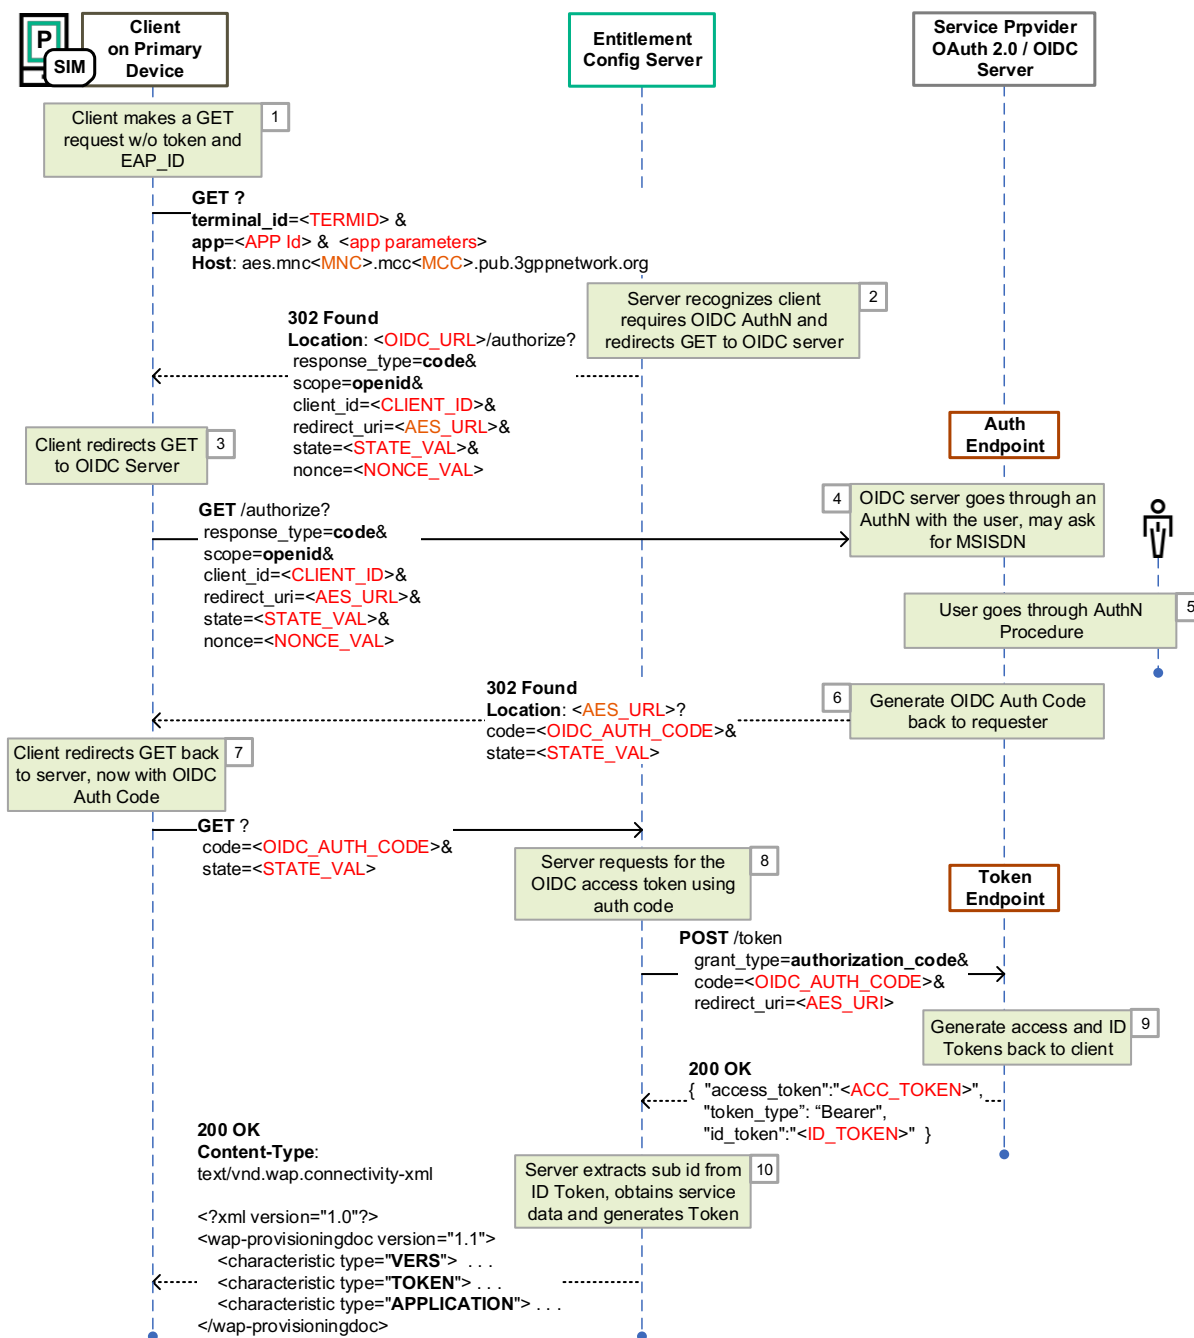 P
SIM
Client
on Primary
Device
Entitlement
Config Server
Service Prpvider
OAuth 2.0 / OIDC
Server
Client makes a GET
request w/o token and
EAP_ID
1
GET ?
terminal_id=<TERMID> &
app=<APP Id> & <app parameters>
Host: aes.mnc<MNC>.mcc<MCC>.pub.3gppnetwork.org
Server recognizes client
requires OIDC AuthN and
redirects GET to OIDC server
2
302 Found
Location: <OIDC_URL>/authorize?
response_type=code&
scope=openid&
client_id=<CLIENT_ID>&
redirect_uri=<AES_URL>&
state=<STATE_VAL>&
nonce=<NONCE_VAL>
Auth
Endpoint
Client redirects GET
to OIDC Server
3
GET /authorize?
response_type=code&
scope=openid&
client_id=<CLIENT_ID>&
redirect_uri=<AES_URL>&
state=<STATE_VAL>&
nonce=<NONCE_VAL>
4
OIDC server goes through an
AuthN with the user, may ask
for MSISDN
User goes through AuthN
Procedure
5
6
Generate OIDC Auth Code
back to requester
302 Found
Location: <AES_URL>?
code=<OIDC_AUTH_CODE>&
state=<STATE_VAL>
Client redirects GET back
to server, now with OIDC
Auth Code
7
GET ?
code=<OIDC_AUTH_CODE>&
state=<STATE_VAL>
Server requests for the
OIDC access token using
auth code
8
Token
Endpoint
POST /token
grant_type=authorization_code&
code=<OIDC_AUTH_CODE>&
redirect_uri=<AES_URI>
Generate access and ID
Tokens back to client
9
200 OK
{ "access_token":"<ACC_TOKEN>",
"token_type”: “Bearer",
"id_token":"<ID_TOKEN>" }
Server extracts sub id from
ID Token, obtains service
data and generates Token
10
200 OK
Content-Type:
text/vnd.wap.connectivity-xml
<?xml version="1.0"?>
<wap-provisioningdoc version="1.1">
<characteristic type="VERS"> . . .
<characteristic type="TOKEN"> . . .
<characteristic type="APPLICATION"> . . .
</wap-provisioningdoc>